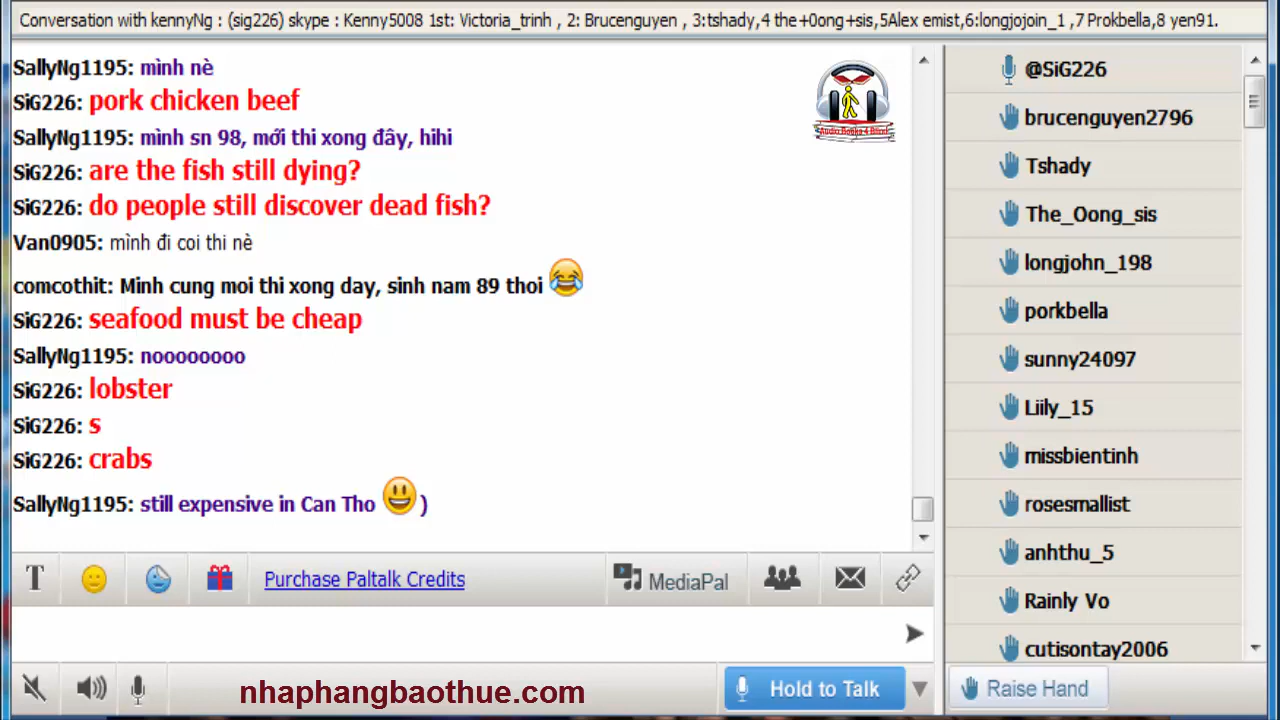 Conversation with kennyNg : (sig226) skype : Kenny5008 1st: Victoria_trinh , 2: Brucenguyen , 3:tshady,4 the+0ong+sis,5Alex emist,6:longjojoin_1 ,7 Prokbella,8 yen91.
SallyNg1195: mình nè
SiG226: pork chicken beef
SallyNg1195: mình sn 98, mới thi xong đây, hihi
SiG226: are the fish still dying?
SiG226: do people still discover dead fish?
Van0905: mình đi coi thi nè
comcothit: Minh cung moi thi xong day, sinh nam 89 thoi 😂
SiG226: seafood must be cheap
SallyNg1195: nooooooooo
SiG226: lobster
SiG226: s
SiG226: crabs
SallyNg1195: still expensive in Can Tho 😃 )
Audio Books 4 Blind
@SiG226
brucenguyen2796
Tshady
The_Oong_sis
longjohn_198
porkbella
sunny24097
Liily_15
missbientinh
rosesmallist
anhthu_5
Rainly Vo
cutisontay2006
T
Purchase Paltalk Credits
MediaPal
nhaphangbaothue.com
Hold to Talk
Raise Hand